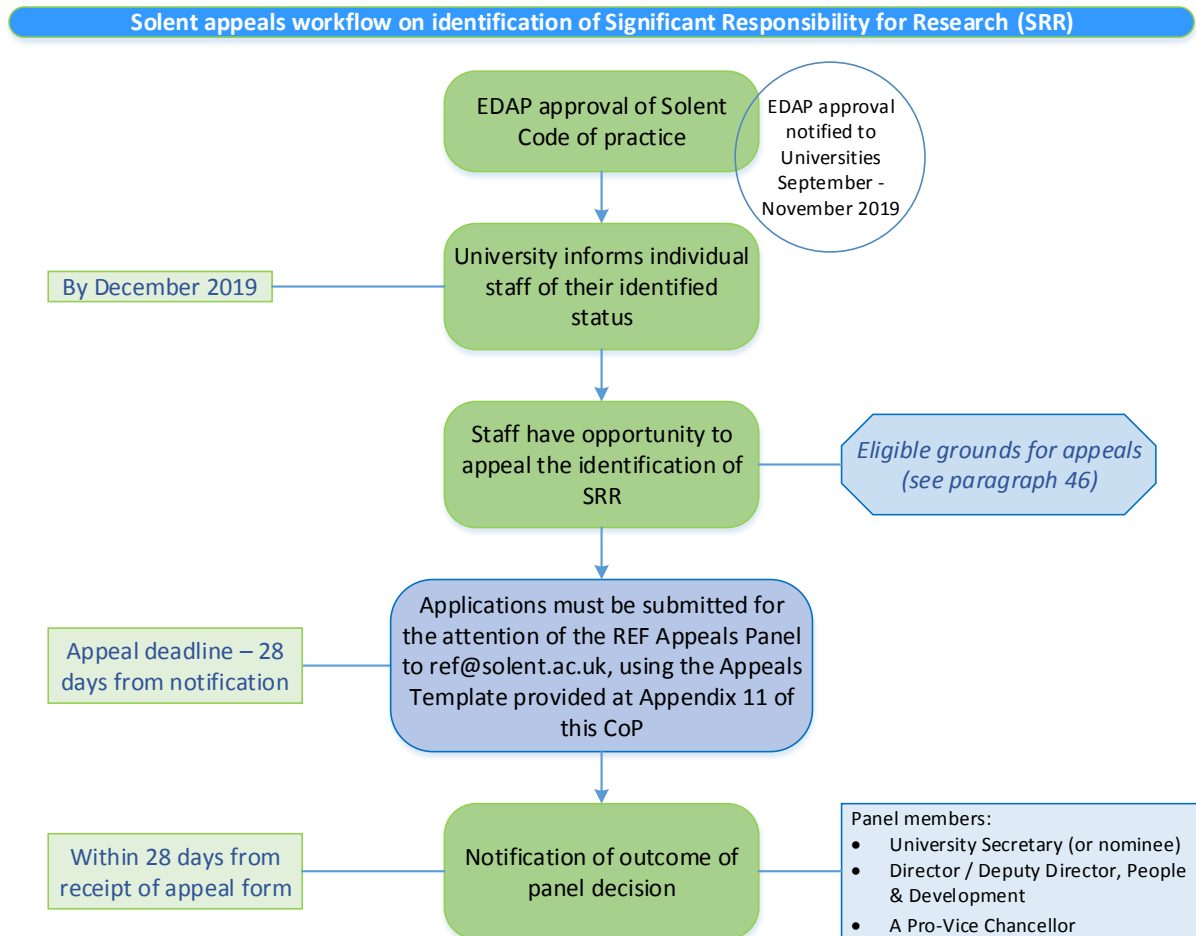 Solent appeals workflow on identification of Significant Responsibility for Research (SRR)
EDAP approval of Solent
Code of practice
EDAP approval
notified to
Universities
September -
November 2019
By December 2019
University informs individual
staff of their identified
status
Staff have opportunity to
appeal the identification of
SRR
Eligible grounds for appeals
(see paragraph 46)
Appeal deadline – 28
days from notification
Applications must be submitted for
the attention of the REF Appeals Panel
to ref@solent.ac.uk, using the Appeals
Template provided at Appendix 11 of
this CoP
Within 28 days from
receipt of appeal form
Notification of outcome of
panel decision
Panel members:
• University Secretary (or nominee)
• Director / Deputy Director, People
& Development
• A Pro-Vice Chancellor